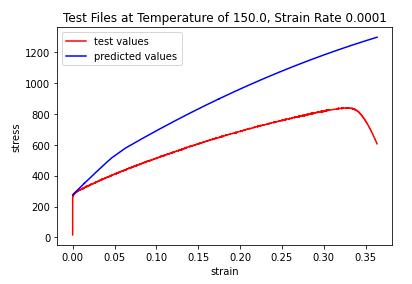 Test Files at Temperature of 150.0, Strain Rate 0.0001
test values
predicted values
1200
1000
800
600
400
200
0
stress
0.00 0.05 0.10 0.15 0.20 0.25 0.30 0.35
strain